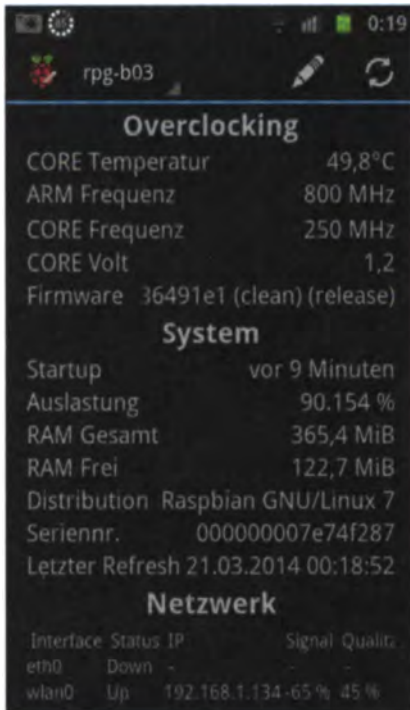 0:19
rpg-b03
Overclocking
CORE Temperatur 49,8°C
ARM Frequenz 800 MHz
CORE Frequenz 250 MHz
CORE Volt 1,2
Firmware 36491e1 (clean) (release)
System
Startup vor 9 Minuten
Auslastung 90.154 %
RAM Gesamt 365,4 MiB
RAM Frei 122,7 MiB
Distribution Raspbian GNU/Linux 7
Seriennr. 000000007e74f287
Letzter Refresh 21.03.2014 00:18:52
Netzwerk
Interface Status IP Signal Qualit
eth0 Down - - -
wlan0 Up 192.168.1.134 -65 % 45 %